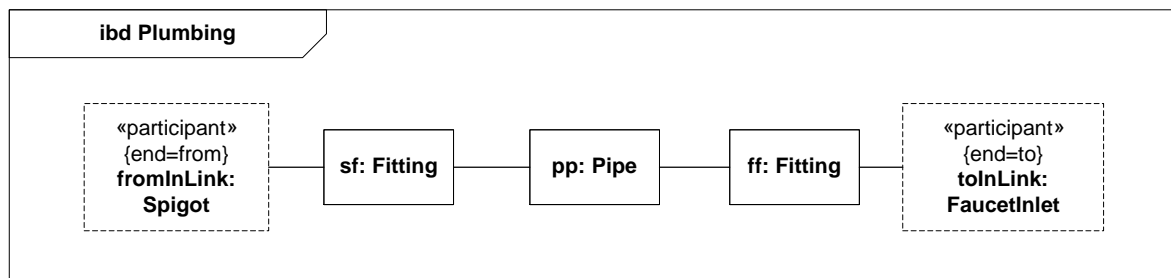 ibd Plumbing
«participant»
{end=from}
fromInLink:
Spigot
sf: Fitting
pp: Pipe
ff: Fitting
«participant»
{end=to}
toInLink:
FaucetInlet